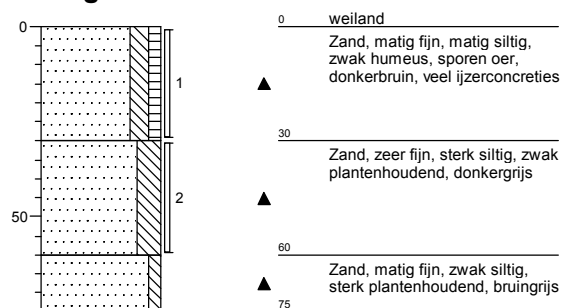 0
50
1
2
0 weiland
Zand, matig fijn, matig siltig,
zwak humeus, sporen oer,
donkerbruin, veel ijzerconcreties
30
Zand, zeer fijn, sterk siltig, zwak
plantenhoudend, donkergrijs
60
Zand, matig fijn, zwak siltig,
sterk plantenhoudend, bruingrijs
75